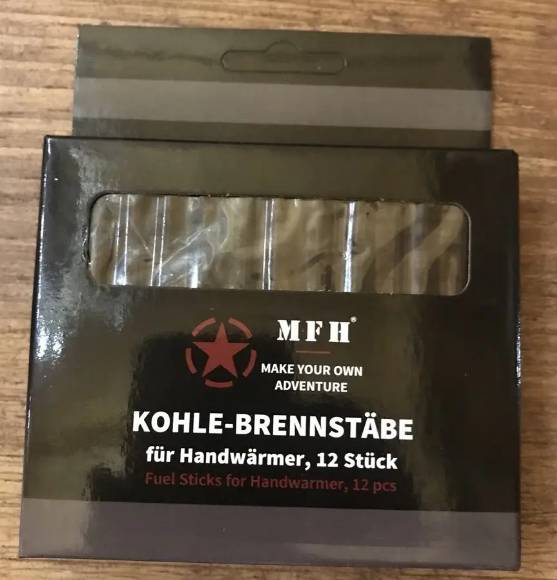 MFH®
MAKE YOUR OWN
ADVENTURE
KOHLE-BRENNSTÄBE
für Handwärmer, 12 Stück
Fuel Sticks for Handwarmer, 12 pcs